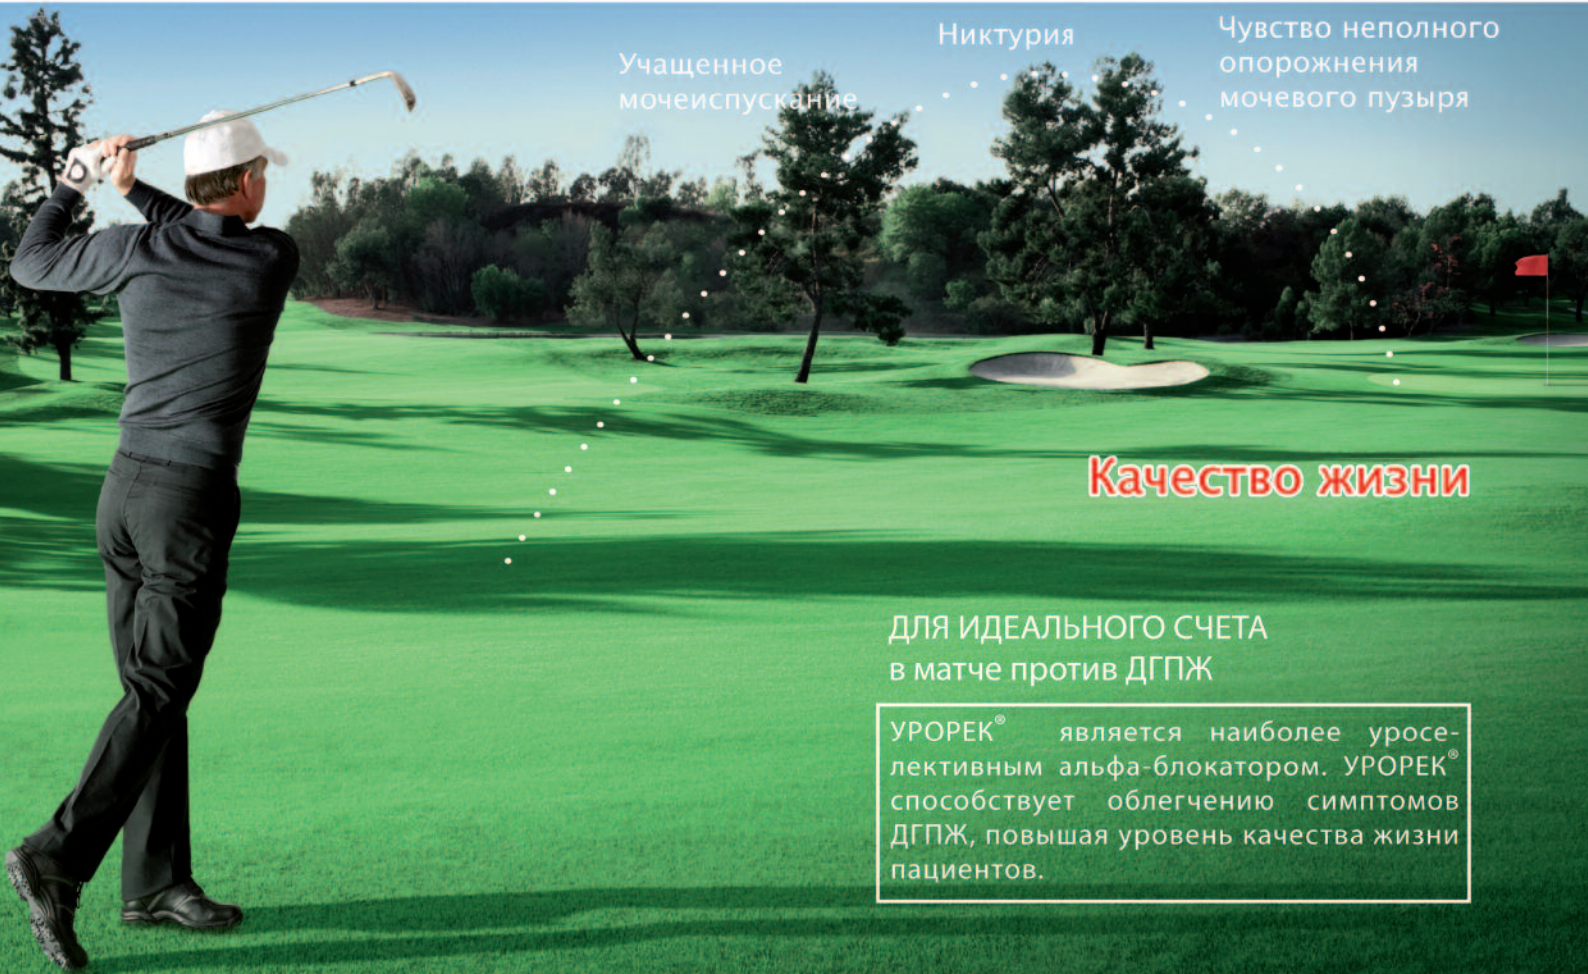 Учащенное
мочеиспускание
Никтурия
Чувство неполного
опорожнения
мочевого пузыря
Качество жизни
ДЛЯ ИДЕАЛЬНОГО СЧЕТА
в матче против ДГПЖ
УРОРЕК® является наиболее уросе-
лективным альфа-блокатором. УРОРЕК®
способствует облегчению симптомов
ДГПЖ, повышая уровень качества жизни
пациентов.